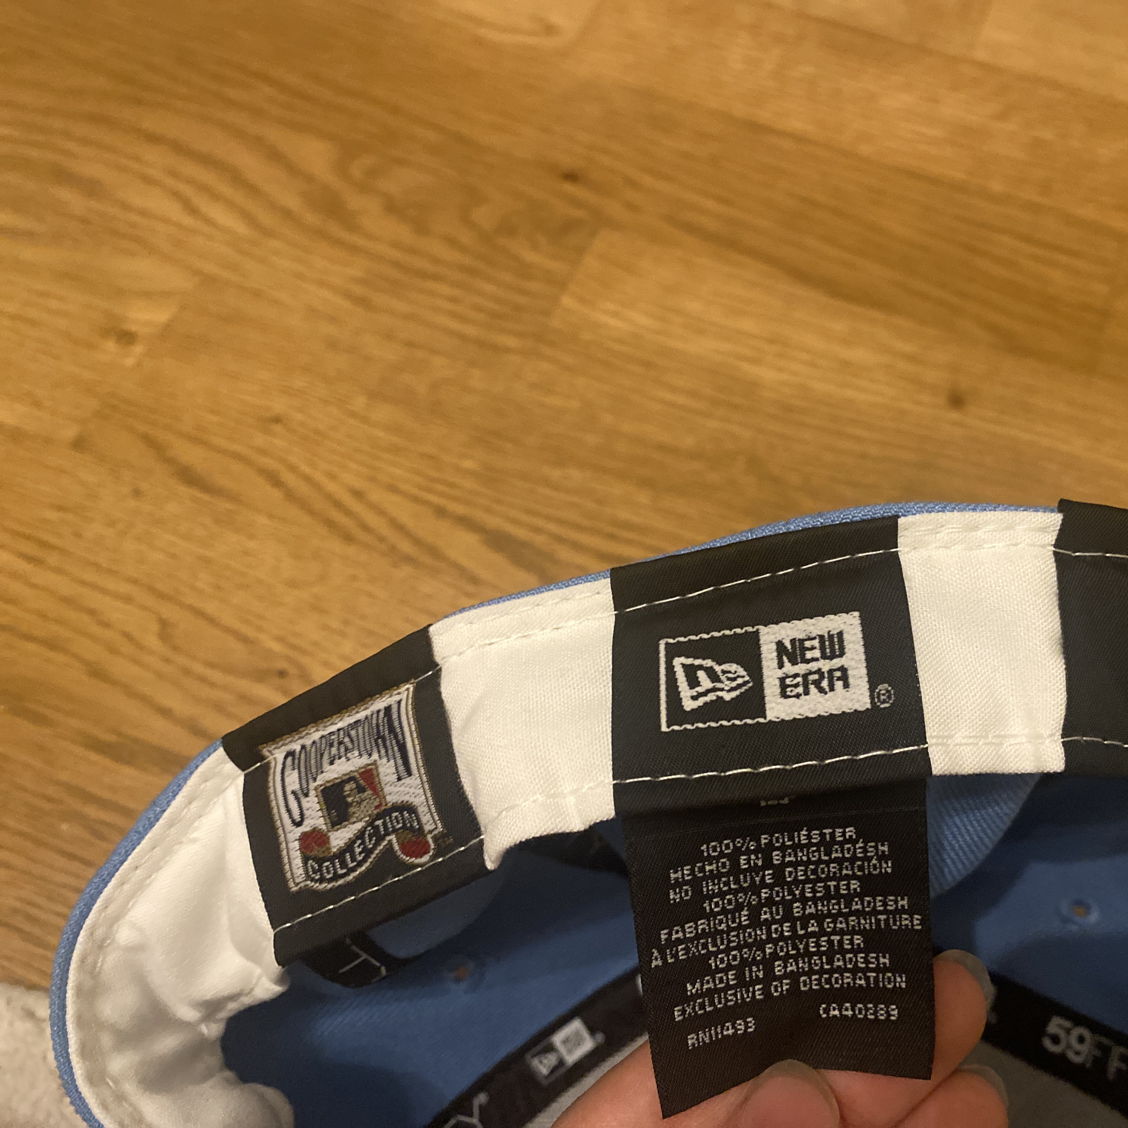 COOPERSTOWN
COLLECTION
NEW
ERA
®
100% POLIÉSTER
HECHO EN BANGLADÉSH
NO INCLUYE DECORACIÓN
100% POLYESTER
FABRIQUÉ AU BANGLADESH
À L'EXCLUSION DE LA GARNITURE
100% POLYESTER
MADE IN BANGLADESH
EXCLUSIVE OF DECORATION
RN11493 CA40289
59FF